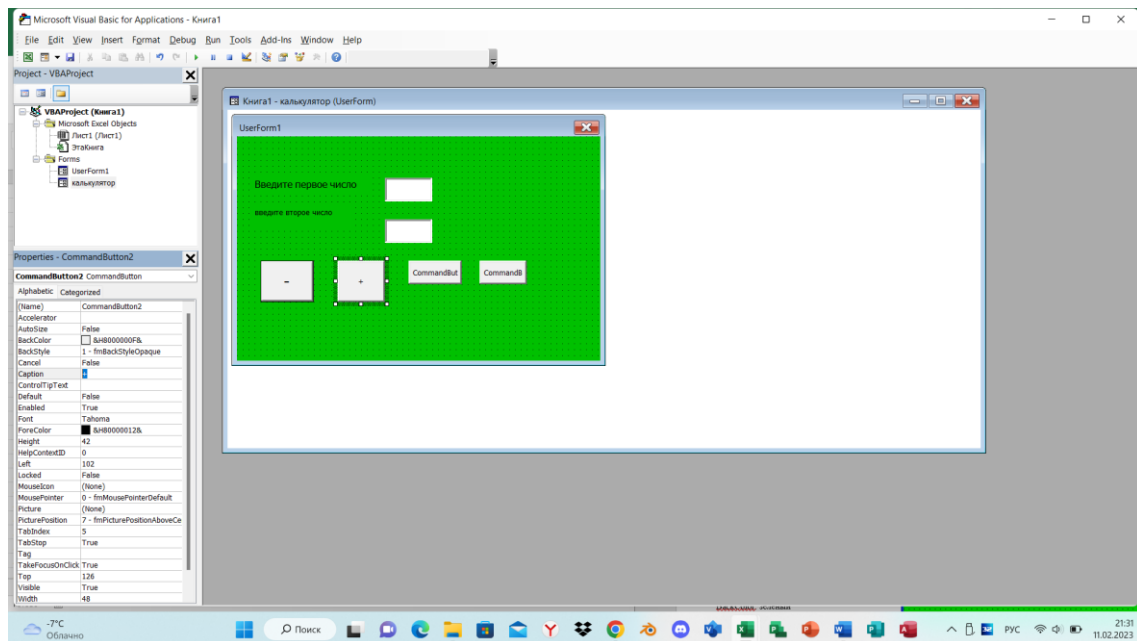 Microsoft Visual Basic for Applications - Книга1
File Edit View Insert Format Debug Run Tools Add-Ins Window Help
Project - VBAProject
VBAProject (Книга1)
Microsoft Excel Objects
Лист1 (Лист1)
ЭтаКнига
Forms
UserForm1
калькулятор
Properties - CommandButton2
CommandButton2 CommandButton
Alphabetic Categorized
(Name) CommandButton2
Accelerator
AutoSize False
BackColor &H8000000F&
BackStyle 1 - fmBackStyleOpaque
Cancel False
Caption +
ControlTipText
Default False
Enabled True
Font Tahoma
ForeColor &H80000012&
Height 42
HelpContextID 0
Left 102
Locked False
MouseIcon (None)
MousePointer 0 - fmMousePointerDefault
Picture (None)
PicturePosition 7 - fmPicturePositionAboveCe
TabIndex 5
TabStop True
Tag
TakeFocusOnClick True
Top 126
Visible True
Width 48
Книга1 - калькулятор (UserForm)
UserForm1
Введите первое число
введите второе число
- + CommandBut CommandB
-7°C
Облачно
Поиск
РУС
21:31